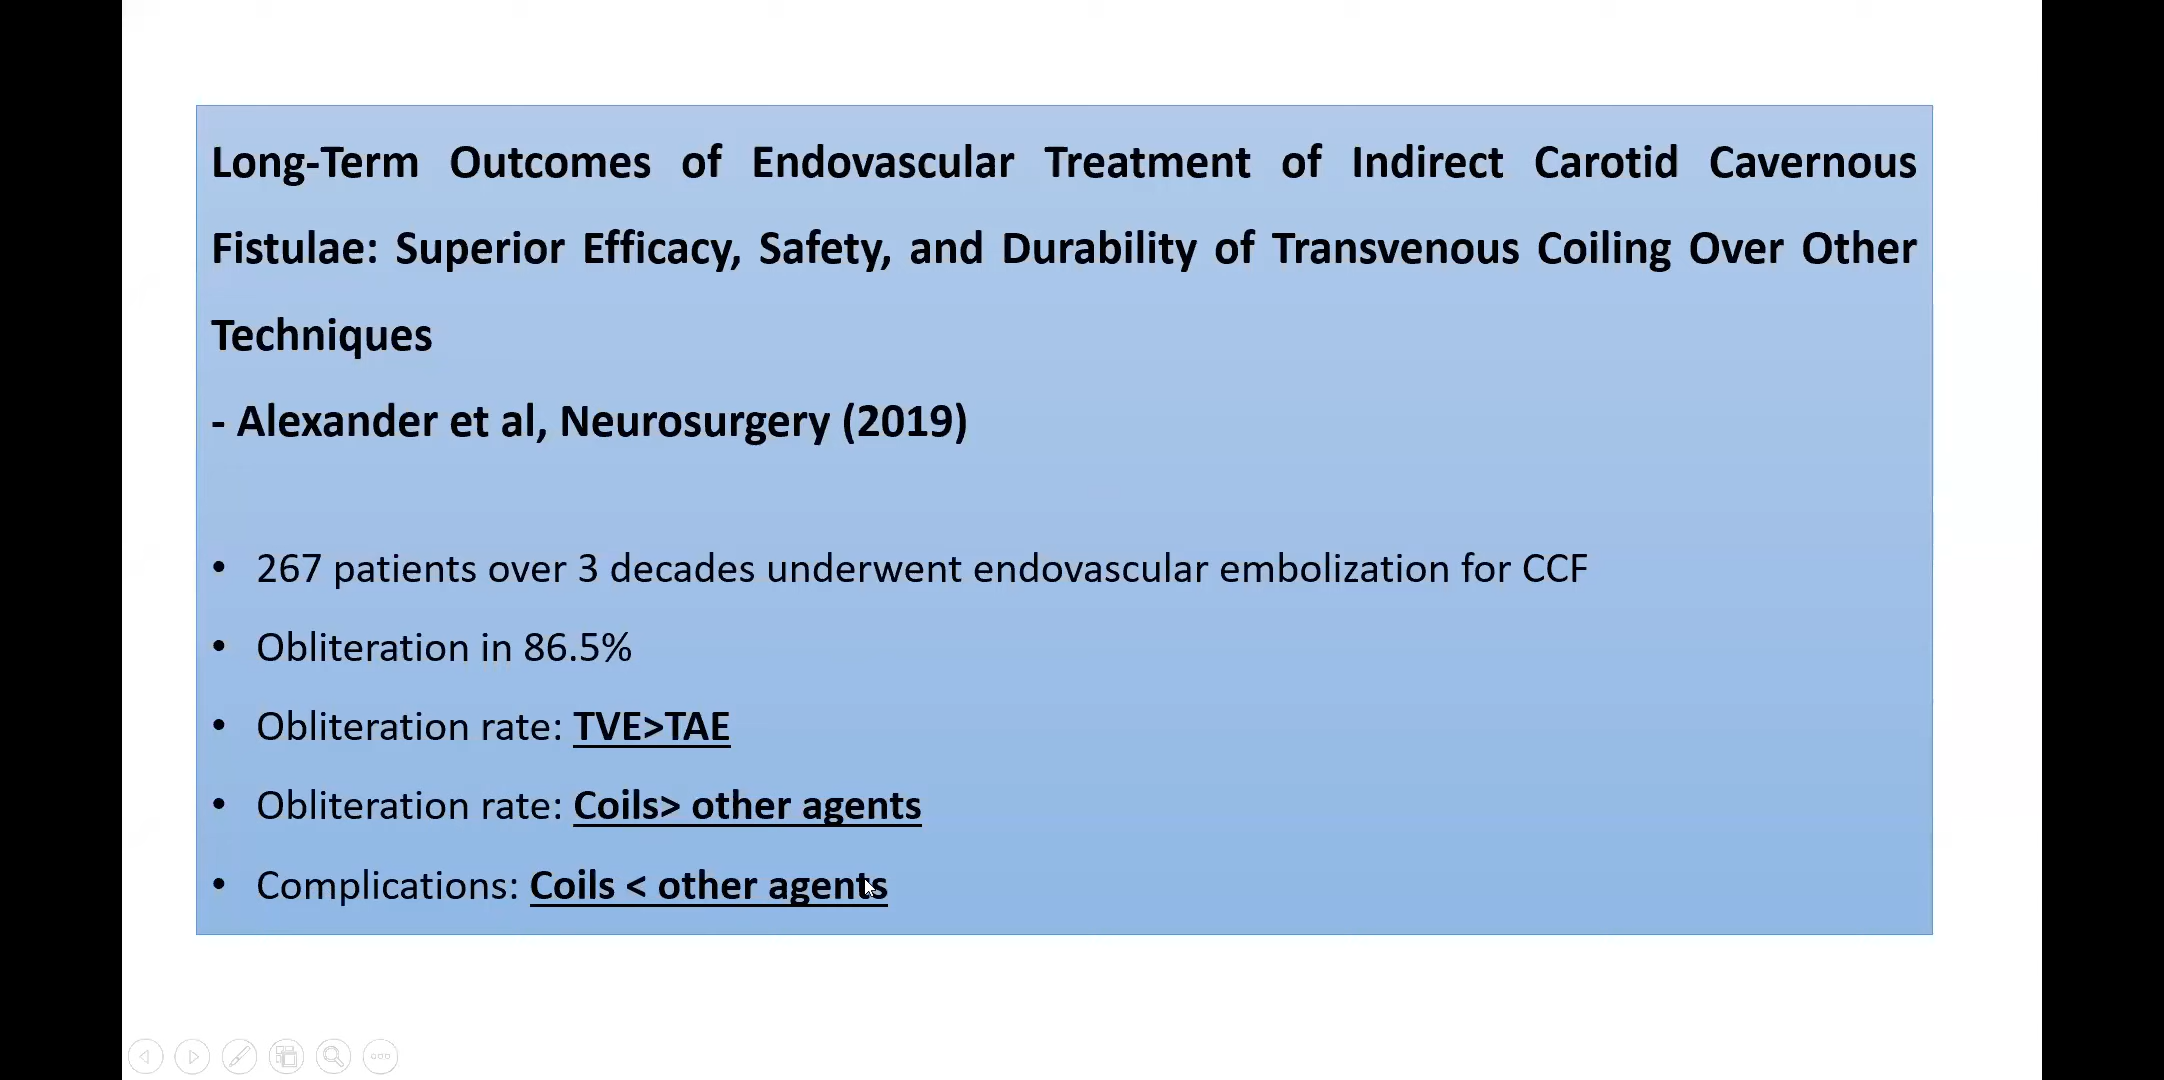 Long-Term Outcomes of Endovascular Treatment of Indirect Carotid Cavernous
Fistulae: Superior Efficacy, Safety, and Durability of Transvenous Coiling Over Other
Techniques
- Alexander et al, Neurosurgery (2019)
• 267 patients over 3 decades underwent endovascular embolization for CCF
• Obliteration in 86.5%
• Obliteration rate: TVE>TAE
• Obliteration rate: Coils> other agents
• Complications: Coils < other agents